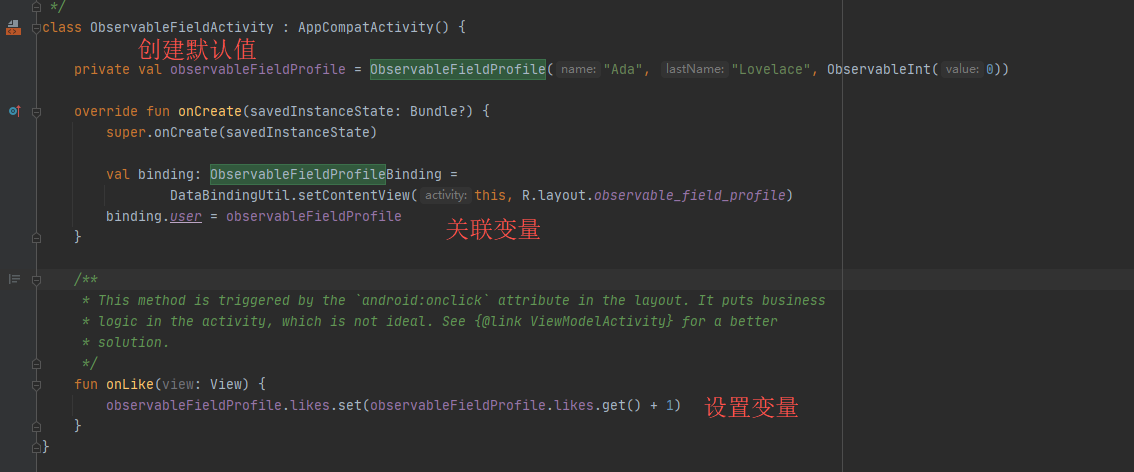 */
class ObservableFieldActivity : AppCompatActivity() {
创建默认值
private val observableFieldProfile = ObservableFieldProfile( name: "Ada", lastName: "Lovelace", ObservableInt( value: 0))
override fun onCreate(savedInstanceState: Bundle?) {
super.onCreate(savedInstanceState)
val binding: ObservableFieldProfileBinding =
DataBindingUtil.setContentView( activity: this, R.layout.observable_field_profile)
binding.user = observableFieldProfile
关联变量
}
/**
* This method is triggered by the `android:onclick` attribute in the layout. It puts business
* logic in the activity, which is not ideal. See {@link ViewModelActivity} for a better
* solution.
*/
fun onLike(view: View) {
observableFieldProfile.likes.set(observableFieldProfile.likes.get() + 1) 设置变量
}
}